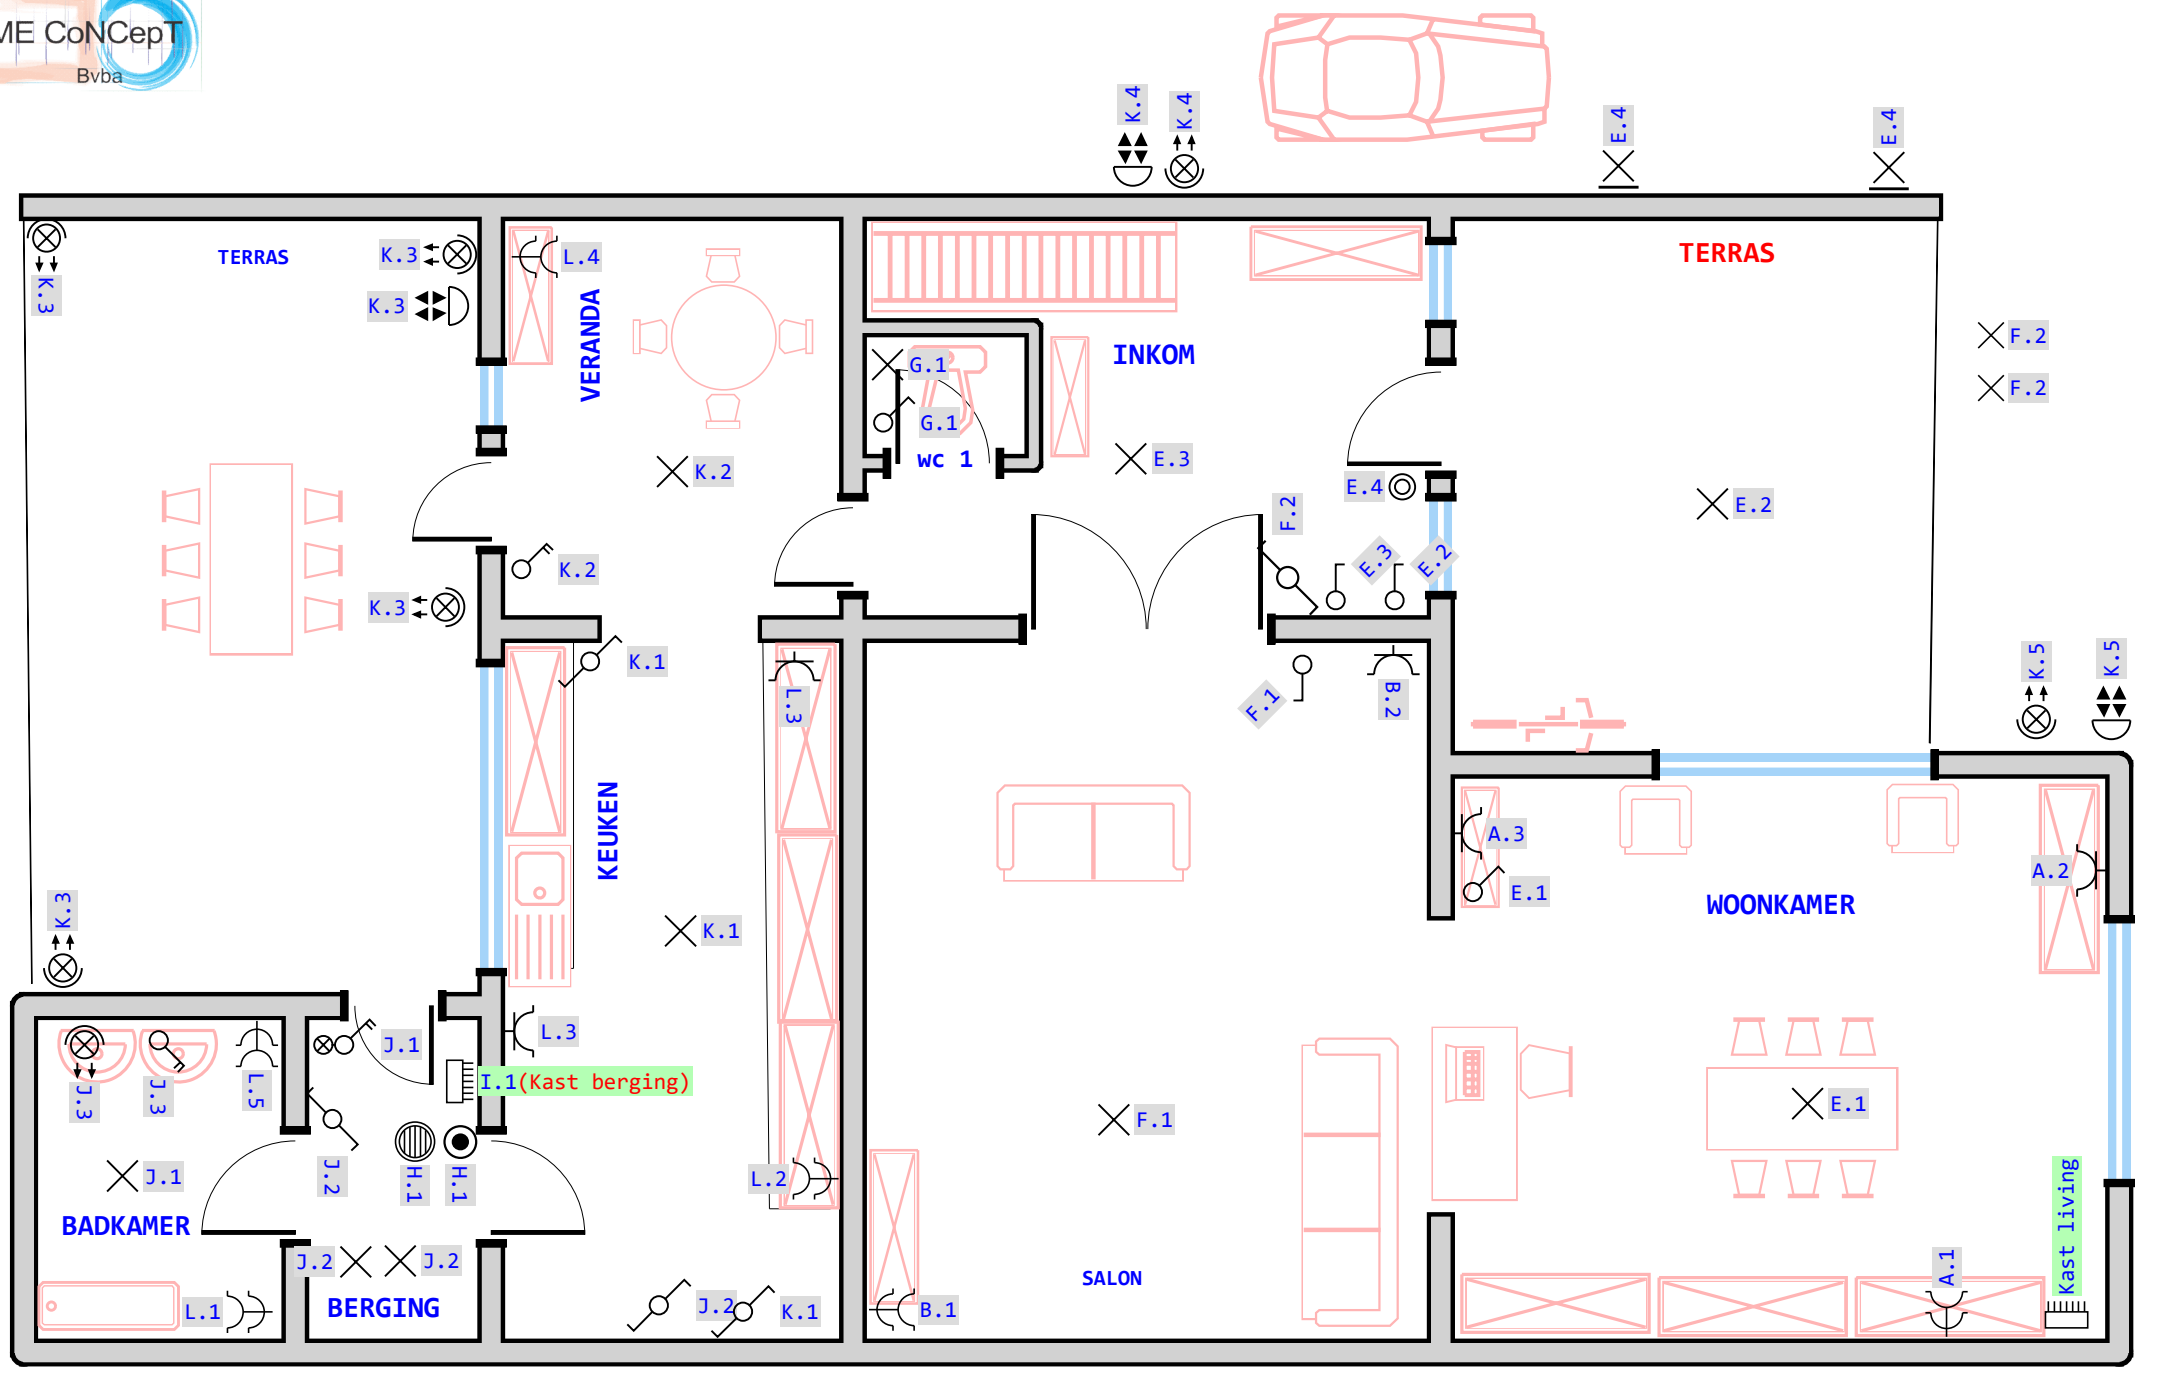 ME CoNCepT
Bvba
K.4
K.4
E.4
E.4
K.3
TERRAS
K.3
K.3
L.4
VERANDA
TERRAS
INKOM
G.1
G.1
wc 1
F.2
F.2
K.2
E.3
E.4
E.2
F.2
E.3
E.2
K.2
K.3
K.1
L.3
F.1
B.2
K.5
K.5
KEUKEN
A.3
E.1
A.2
WOONKAMER
K.3
K.1
J.1
L.3
I.1(Kast berging)
J.3
J.3
L.5
F.1
E.1
J.2
H.1
H.1
L.2
J.1
BADKAMER
J.2
J.2
SALON
Kast living
A.1
L.1
BERGING
J.2
K.1
B.1